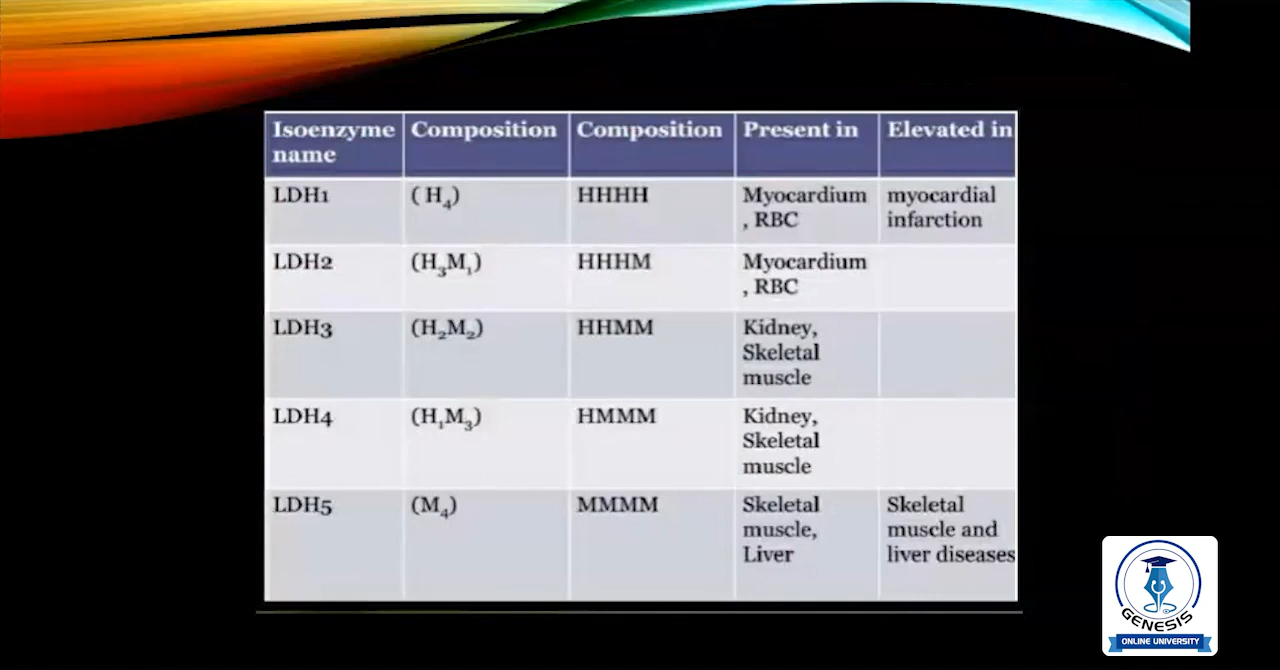 Isoenzyme name | Composition | Composition | Present in | Elevated in
LDH1 | ( H₄) | HHHH | Myocardium , RBC | myocardial infarction
LDH2 | (H₃M₁) | HHHM | Myocardium , RBC |
LDH3 | (H₂M₂) | HHMM | Kidney, Skeletal muscle |
LDH4 | (H₁M₃) | HMMM | Kidney, Skeletal muscle |
LDH5 | (M₄) | MMMM | Skeletal muscle, Liver | Skeletal muscle and liver diseases
GENESIS
ONLINE UNIVERSITY